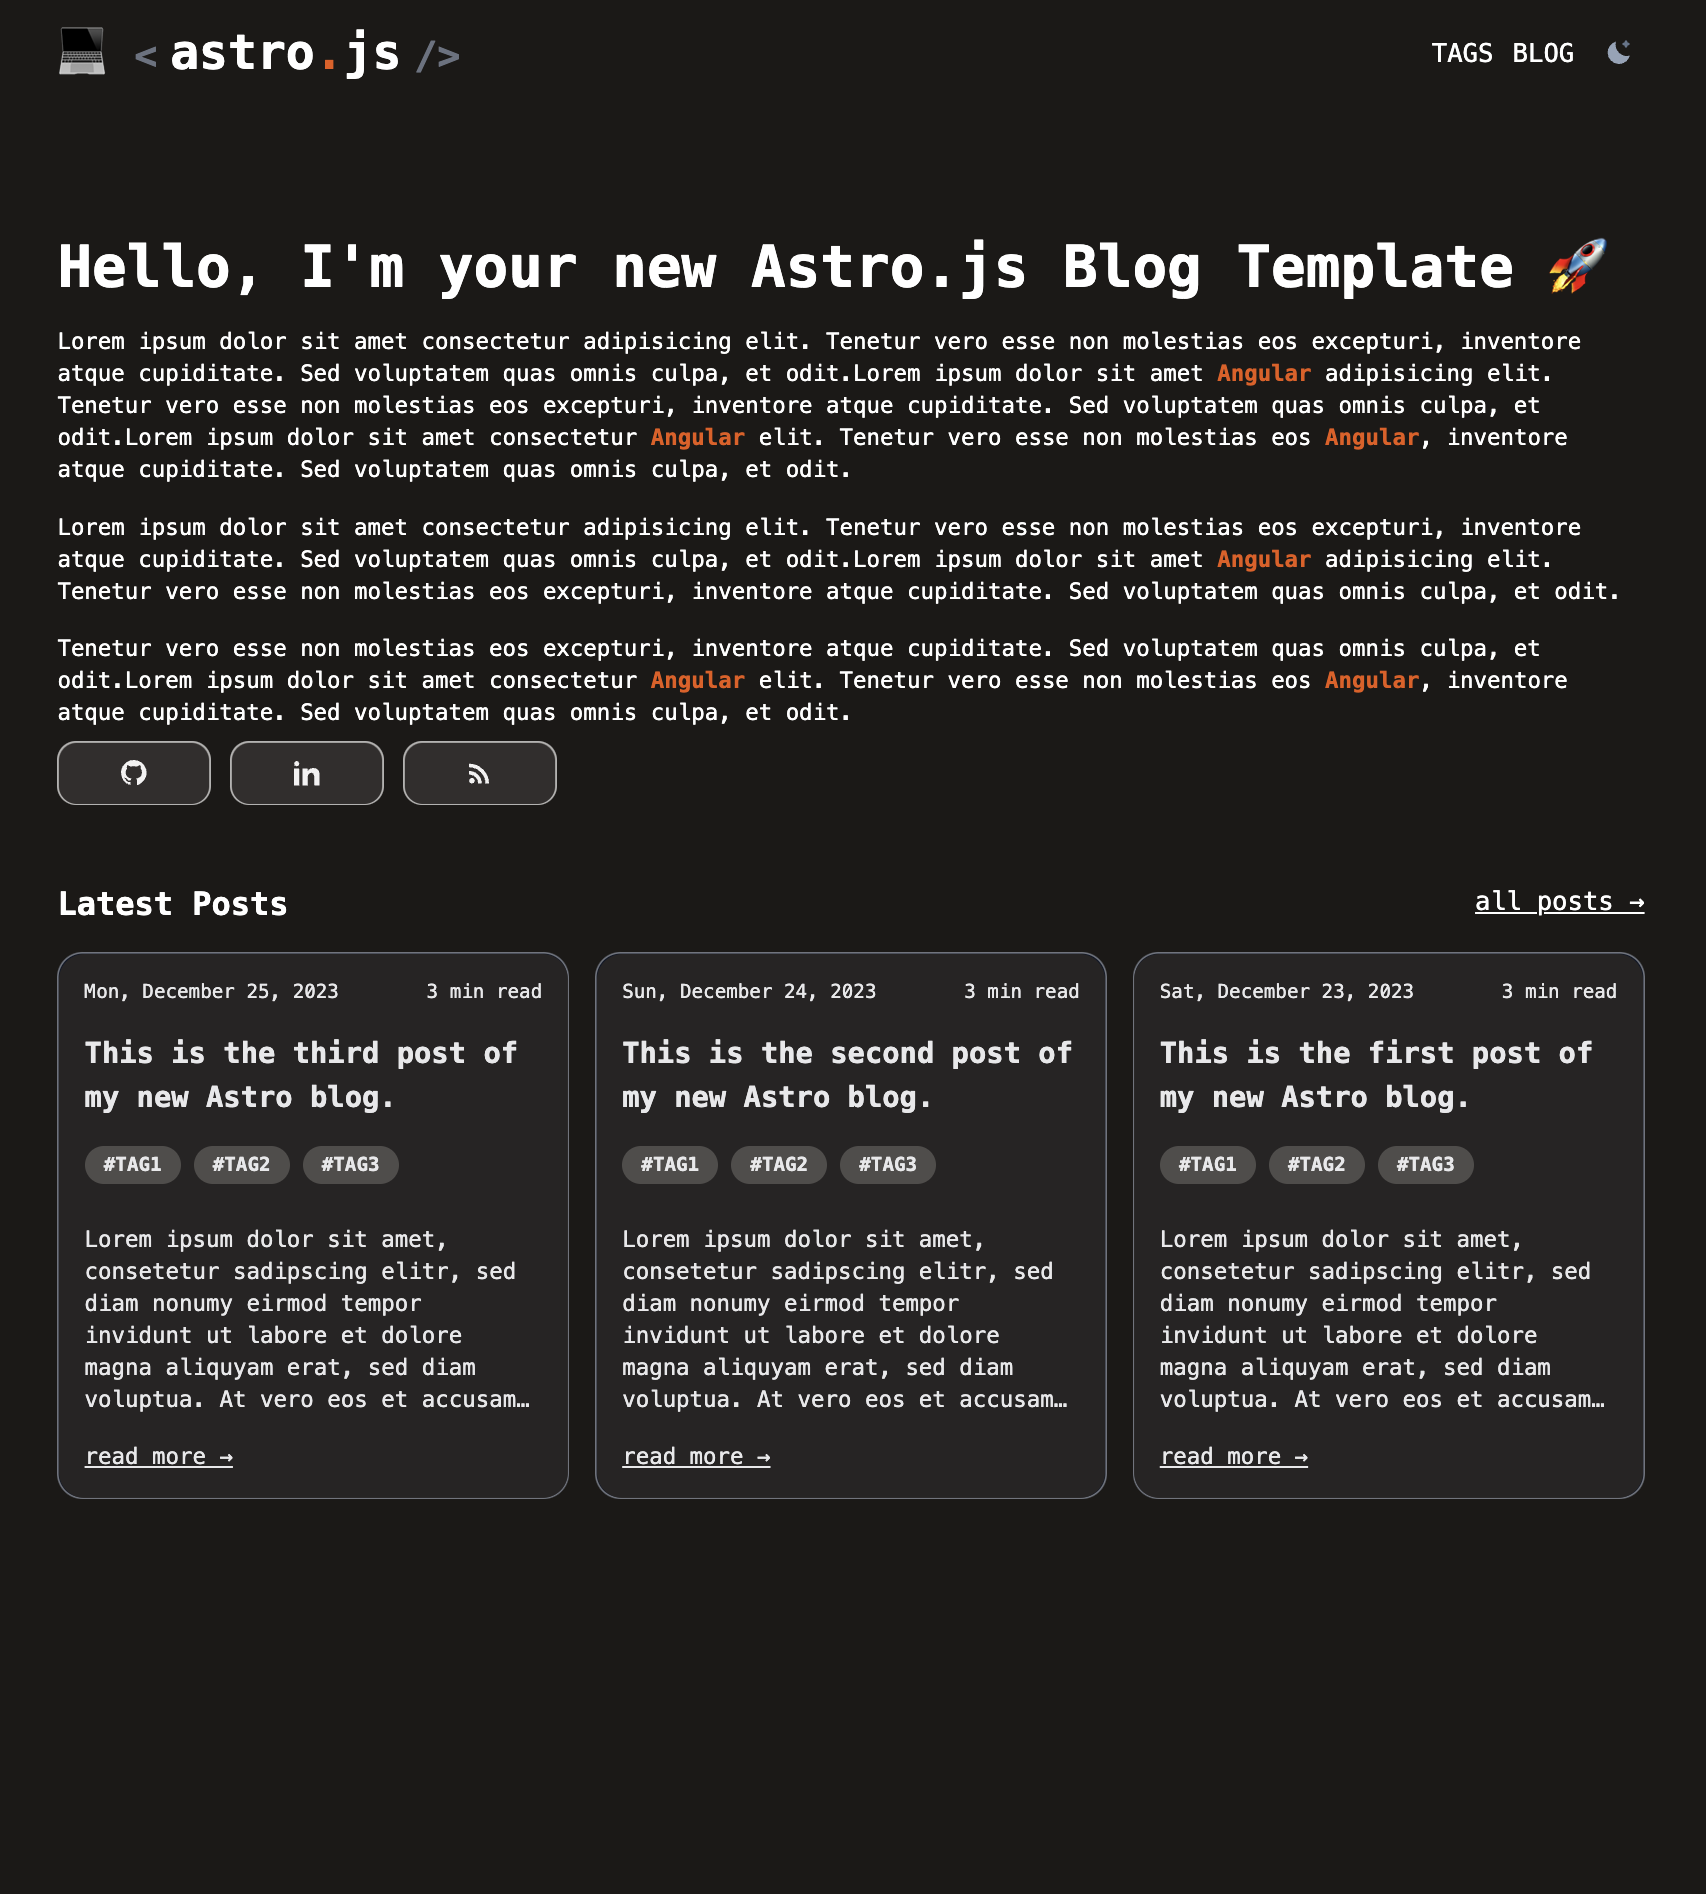 💻 < astro.js />
TAGS BLOG
Hello, I'm your new Astro.js Blog Template 🚀
Lorem ipsum dolor sit amet consectetur adipisicing elit. Tenetur vero esse non molestias eos excepturi, inventore
atque cupiditate. Sed voluptatem quas omnis culpa, et odit.Lorem ipsum dolor sit amet Angular adipisicing elit.
Tenetur vero esse non molestias eos excepturi, inventore atque cupiditate. Sed voluptatem quas omnis culpa, et
odit.Lorem ipsum dolor sit amet consectetur Angular elit. Tenetur vero esse non molestias eos Angular, inventore
atque cupiditate. Sed voluptatem quas omnis culpa, et odit.
Lorem ipsum dolor sit amet consectetur adipisicing elit. Tenetur vero esse non molestias eos excepturi, inventore
atque cupiditate. Sed voluptatem quas omnis culpa, et odit.Lorem ipsum dolor sit amet Angular adipisicing elit.
Tenetur vero esse non molestias eos excepturi, inventore atque cupiditate. Sed voluptatem quas omnis culpa, et odit.
Tenetur vero esse non molestias eos excepturi, inventore atque cupiditate. Sed voluptatem quas omnis culpa, et
odit.Lorem ipsum dolor sit amet consectetur Angular elit. Tenetur vero esse non molestias eos Angular, inventore
atque cupiditate. Sed voluptatem quas omnis culpa, et odit.
in
Latest Posts
all posts →
Mon, December 25, 2023
3 min read
This is the third post of
my new Astro blog.
#TAG1 #TAG2 #TAG3
Lorem ipsum dolor sit amet,
consetetur sadipscing elitr, sed
diam nonumy eirmod tempor
invidunt ut labore et dolore
magna aliquyam erat, sed diam
voluptua. At vero eos et accusam…
read more →
Sun, December 24, 2023
3 min read
This is the second post of
my new Astro blog.
#TAG1 #TAG2 #TAG3
Lorem ipsum dolor sit amet,
consetetur sadipscing elitr, sed
diam nonumy eirmod tempor
invidunt ut labore et dolore
magna aliquyam erat, sed diam
voluptua. At vero eos et accusam…
read more →
Sat, December 23, 2023
3 min read
This is the first post of
my new Astro blog.
#TAG1 #TAG2 #TAG3
Lorem ipsum dolor sit amet,
consetetur sadipscing elitr, sed
diam nonumy eirmod tempor
invidunt ut labore et dolore
magna aliquyam erat, sed diam
voluptua. At vero eos et accusam…
read more →